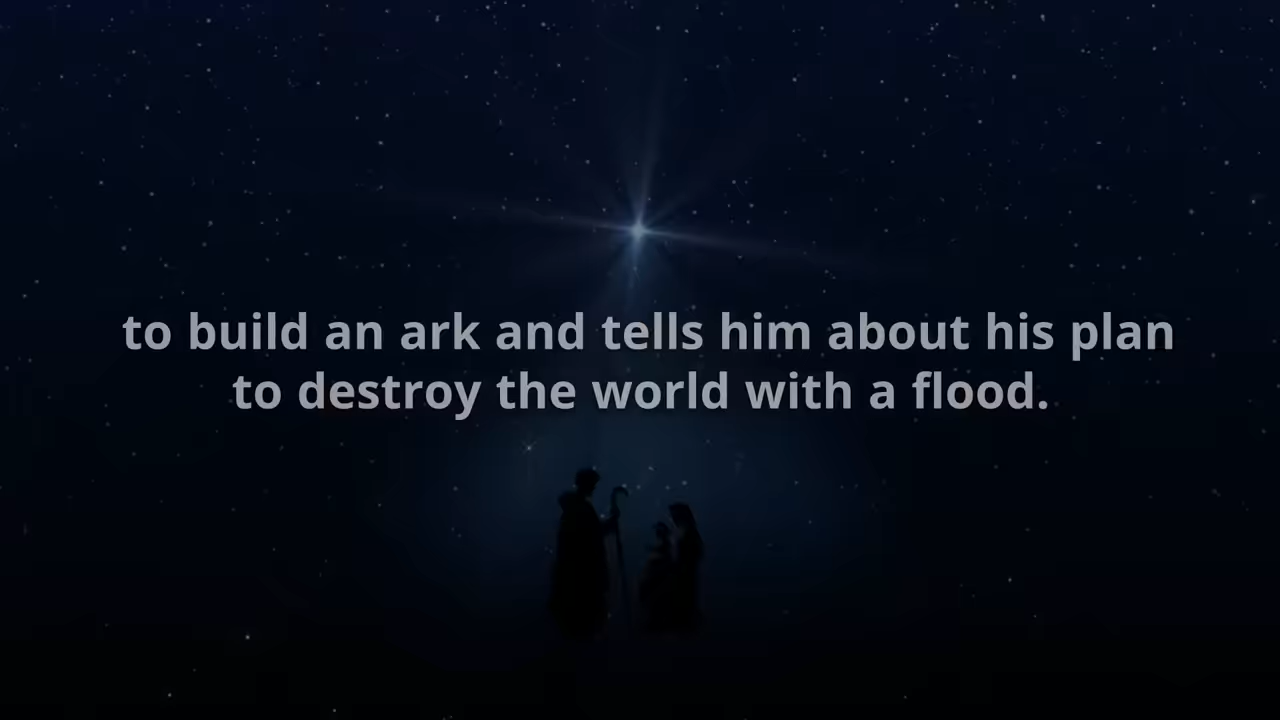 to build an ark and tells him about his plan
to destroy the world with a flood.